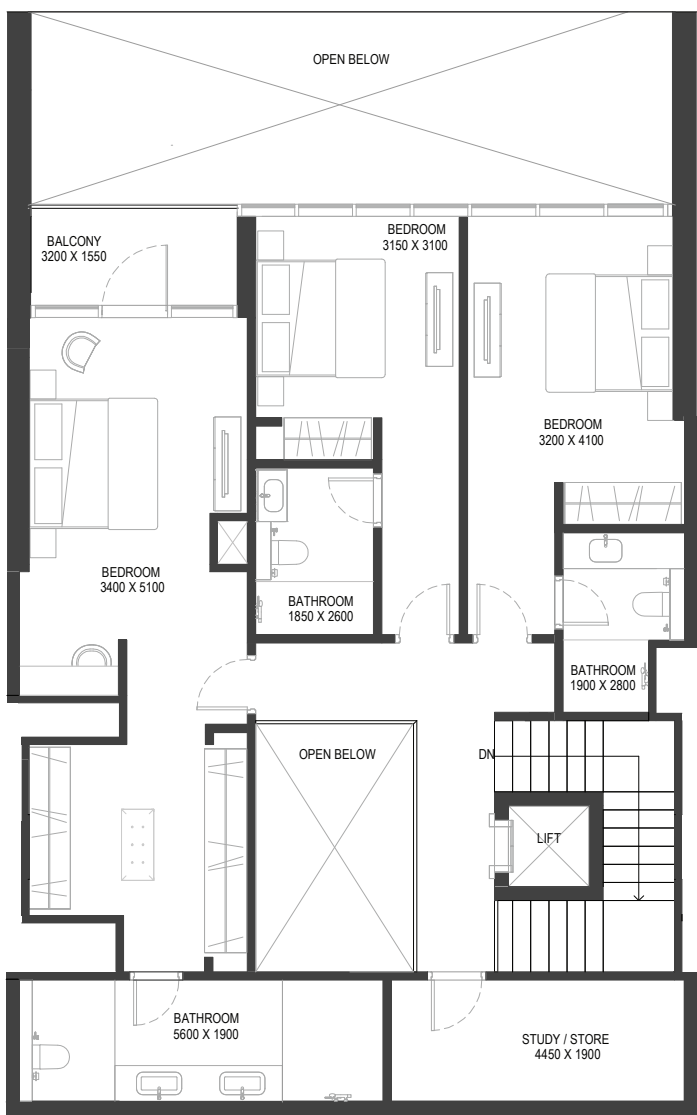 OPEN BELOW
BALCONY
3200 X 1550
BEDROOM
3150 X 3100
BEDROOM
3200 X 4100
BEDROOM
3400 X 5100
BATHROOM
1850 X 2600
BATHROOM
1900 X 2800
OPEN BELOW
DN
LIFT
BATHROOM
5600 X 1900
STUDY / STORE
4450 X 1900